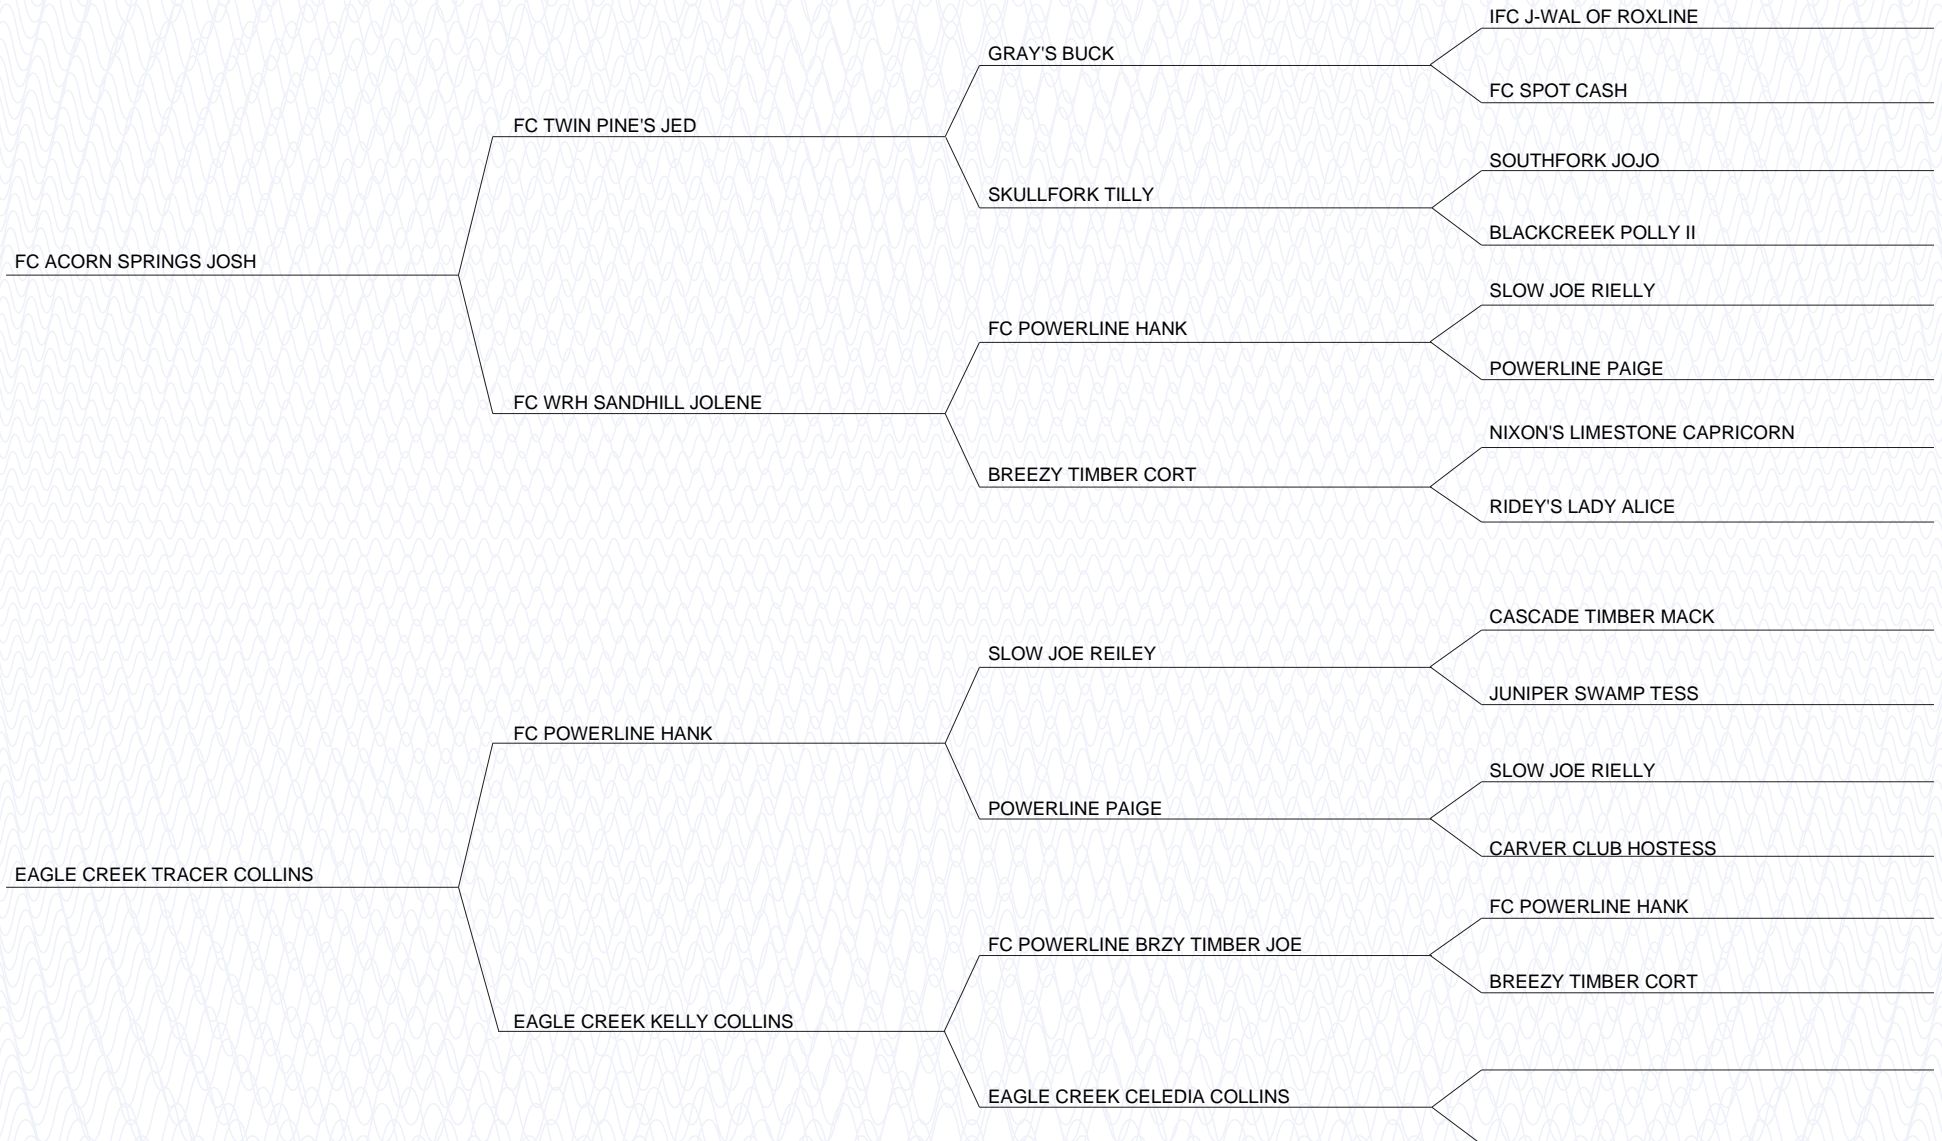 IFC J-WAL OF ROXLINE
GRAY'S BUCK
FC SPOT CASH
FC TWIN PINE'S JED
SOUTHFORK JOJO
SKULLFORK TILLY
BLACKCREEK POLLY II
FC ACORN SPRINGS JOSH
SLOW JOE RIELLY
FC POWERLINE HANK
POWERLINE PAIGE
FC WRH SANDHILL JOLENE
NIXON'S LIMESTONE CAPRICORN
BREEZY TIMBER CORT
RIDEY'S LADY ALICE
CASCADE TIMBER MACK
SLOW JOE REILEY
JUNIPER SWAMP TESS
FC POWERLINE HANK
SLOW JOE RIELLY
POWERLINE PAIGE
CARVER CLUB HOSTESS
EAGLE CREEK TRACER COLLINS
FC POWERLINE HANK
FC POWERLINE BRZY TIMBER JOE
BREEZY TIMBER CORT
EAGLE CREEK KELLY COLLINS
EAGLE CREEK CELEDIA COLLINS